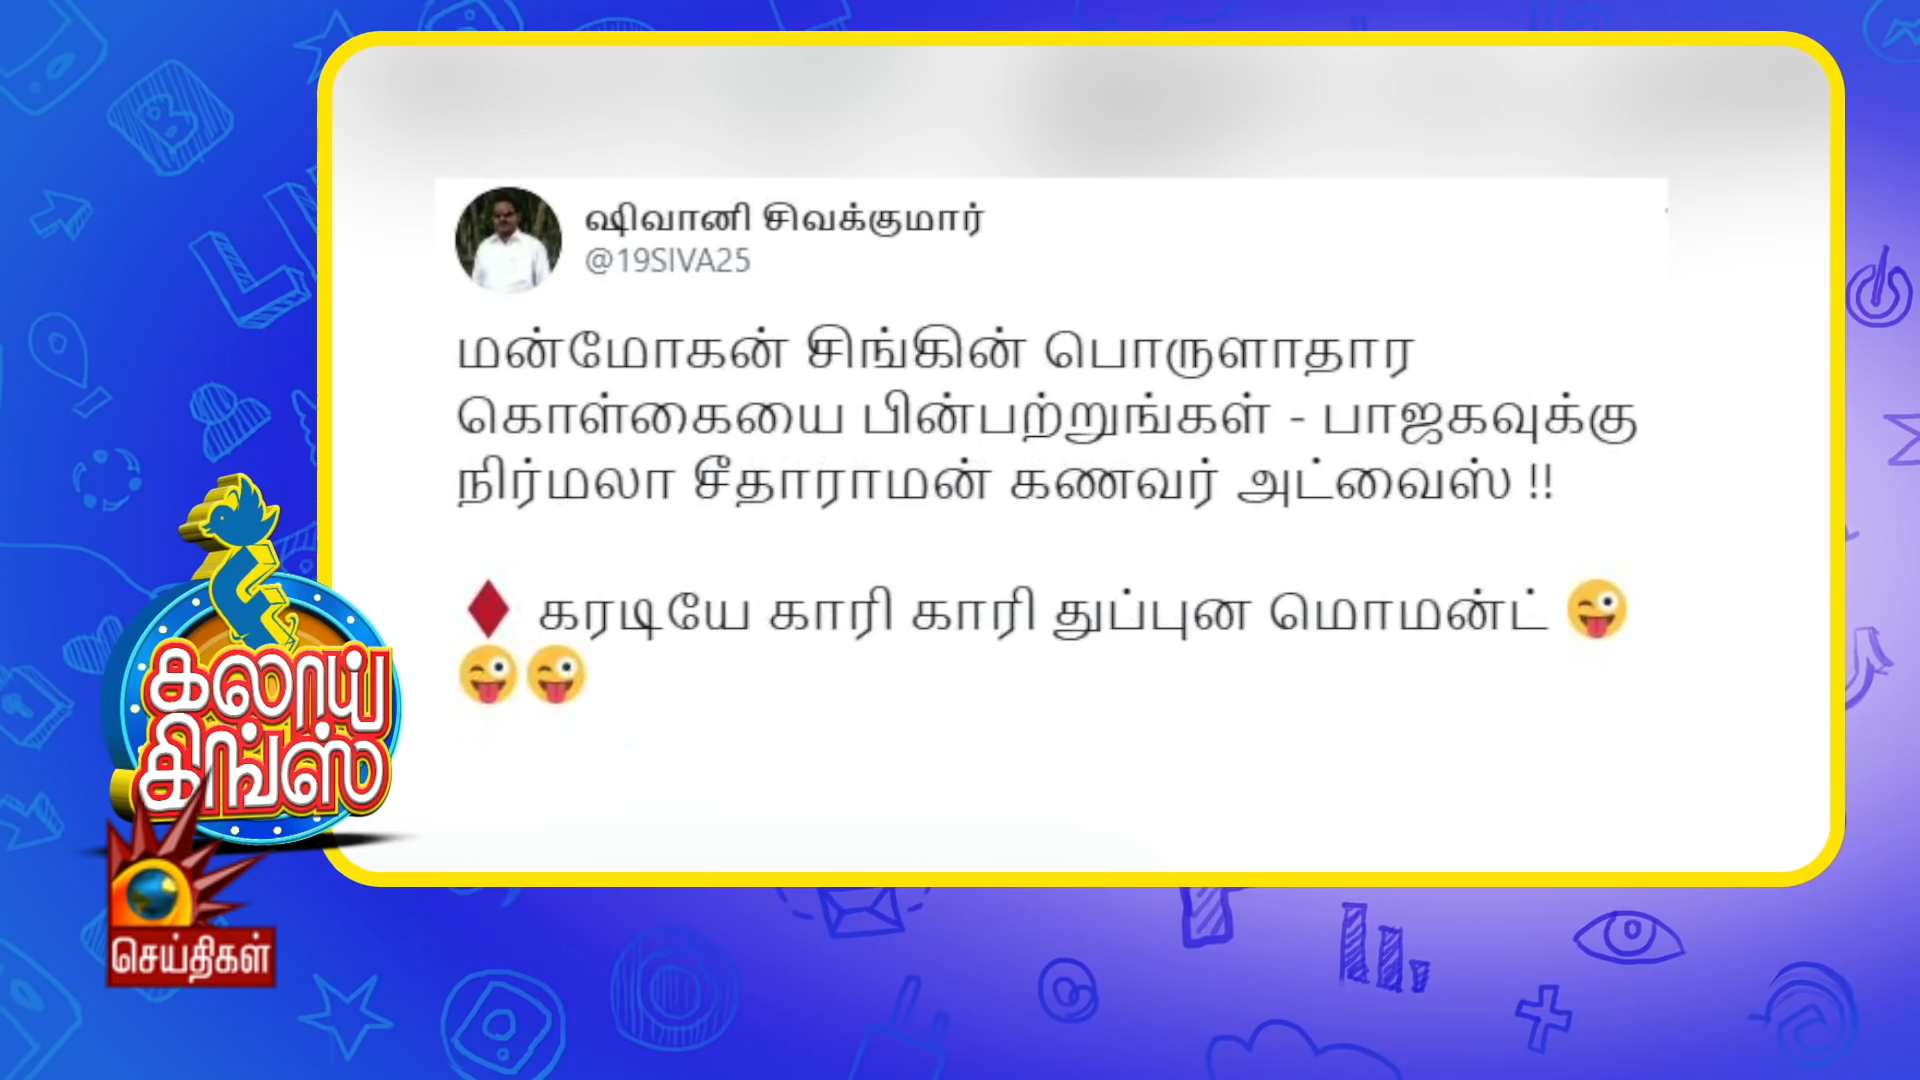 ஷிவானி சிவக்குமார்
@19SIVA25
மன்மோகன் சிங்கின் பொருளாதார
கொள்கையை பின்பற்றுங்கள் - பாஜகவுக்கு
நிர்மலா சீதாராமன் கணவர் அட்வைஸ் !!
♦ கரடியே காரி காரி துப்புன மொமன்ட் 😜
😜😜
கலாய்
கிங்ஸ்
செய்திகள்